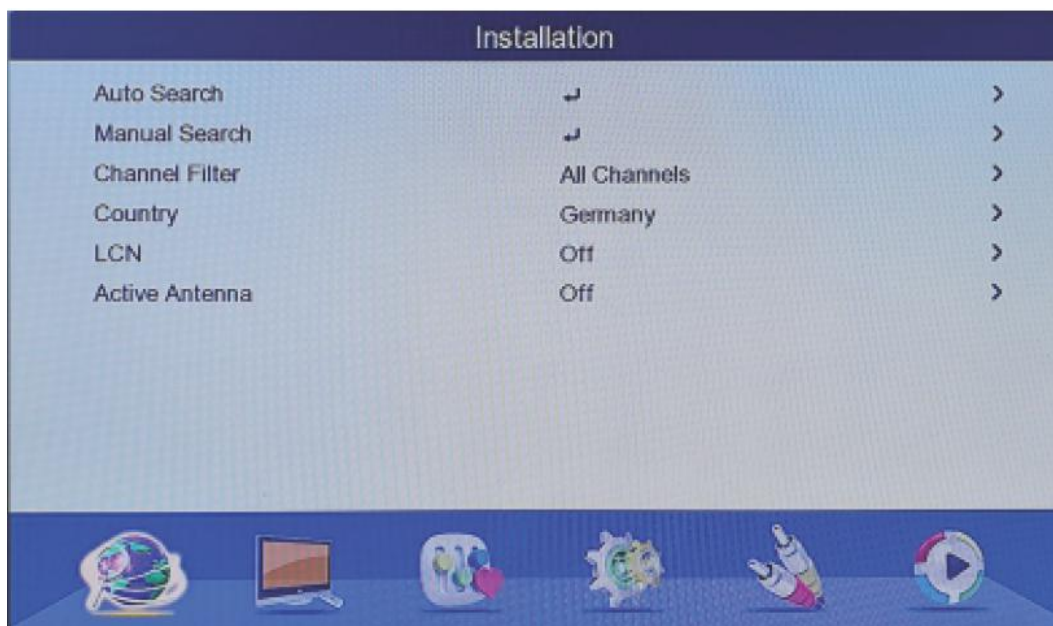 Installation
Auto Search
Manual Search
Channel Filter All Channels >
Country Germany >
LCN Off >
Active Antenna Off >